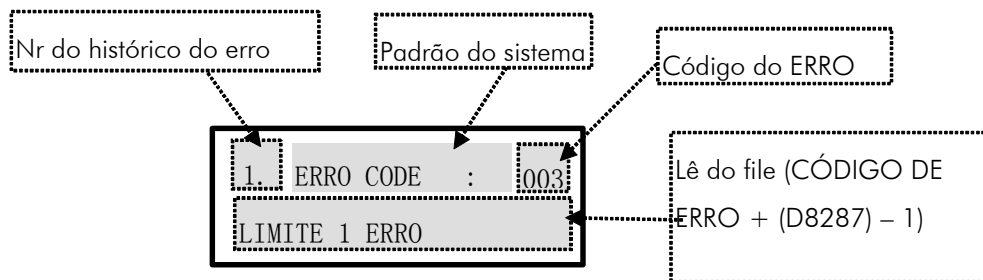 Nr do histórico do erro
Padrão do sistema
Código do ERRO
1. ERRO CODE : 003
LIMITE 1 ERRO
Lê do file (CÓDIGO DE
ERRO + (D8287) – 1)